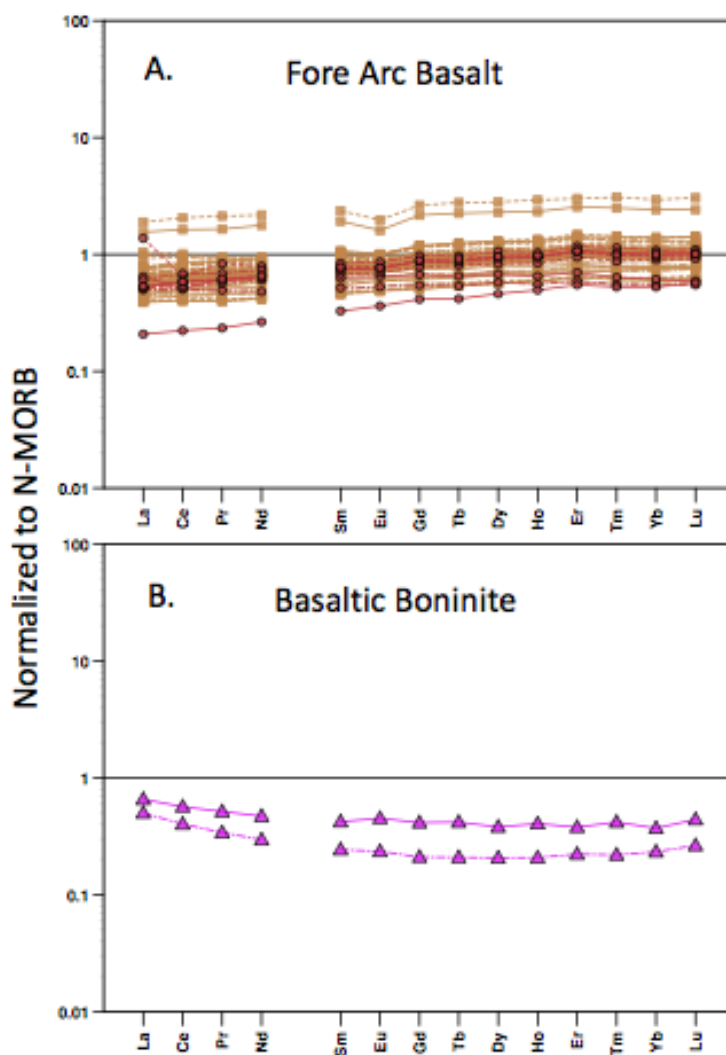 100
A. Fore Arc Basalt
10
1
0.1
0.01
La Ce Pr Nd Sm Eu Gd Tb Dy Ho Er Tm Yb Lu
Normalized to N-MORB
100
B. Basaltic Boninite
10
1
0.1
0.01
La Ce Pr Nd Sm Eu Gd Tb Dy Ho Er Tm Yb Lu